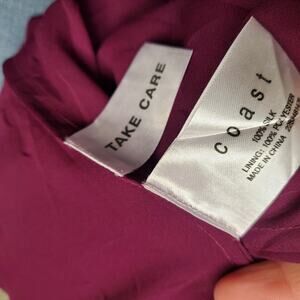 TAKE CARE
coast
100% SILK
LINING: 100% POLYESTER
MADE IN CHINA